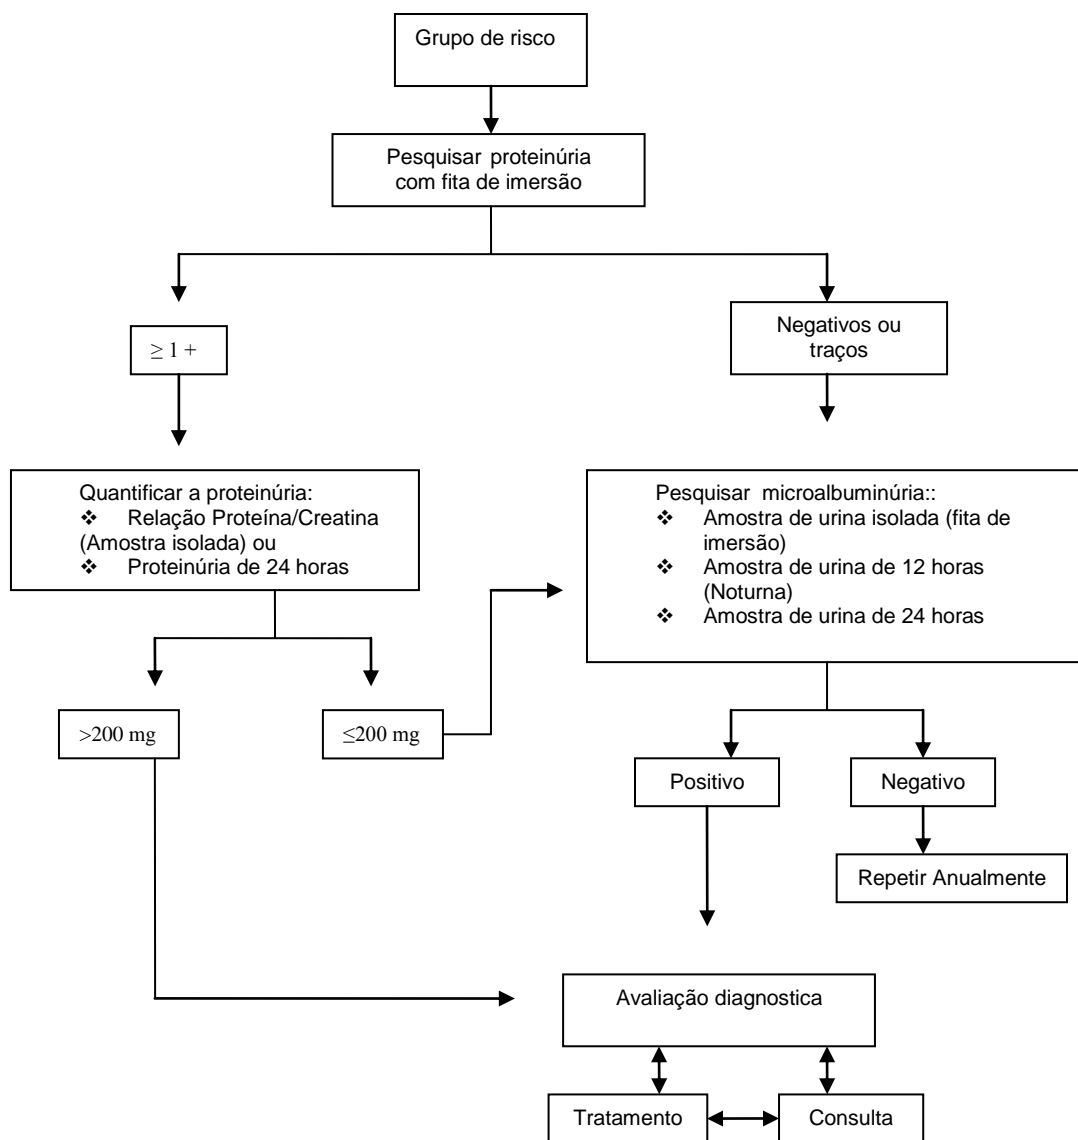 Grupo de risco
Pesquisar proteinúria
com fita de imersão
≥ 1 +
Negativos ou
traços
Quantificar a proteinúria:
❖ Relação Proteína/Creatina
(Amostra isolada) ou
❖ Proteinúria de 24 horas
Pesquisar microalbuminúria::
❖ Amostra de urina isolada (fita de
imersão)
❖ Amostra de urina de 12 horas
(Noturna)
❖ Amostra de urina de 24 horas
>200 mg
≤200 mg
Positivo
Negativo
Repetir Anualmente
Avaliação diagnostica
Tratamento
Consulta